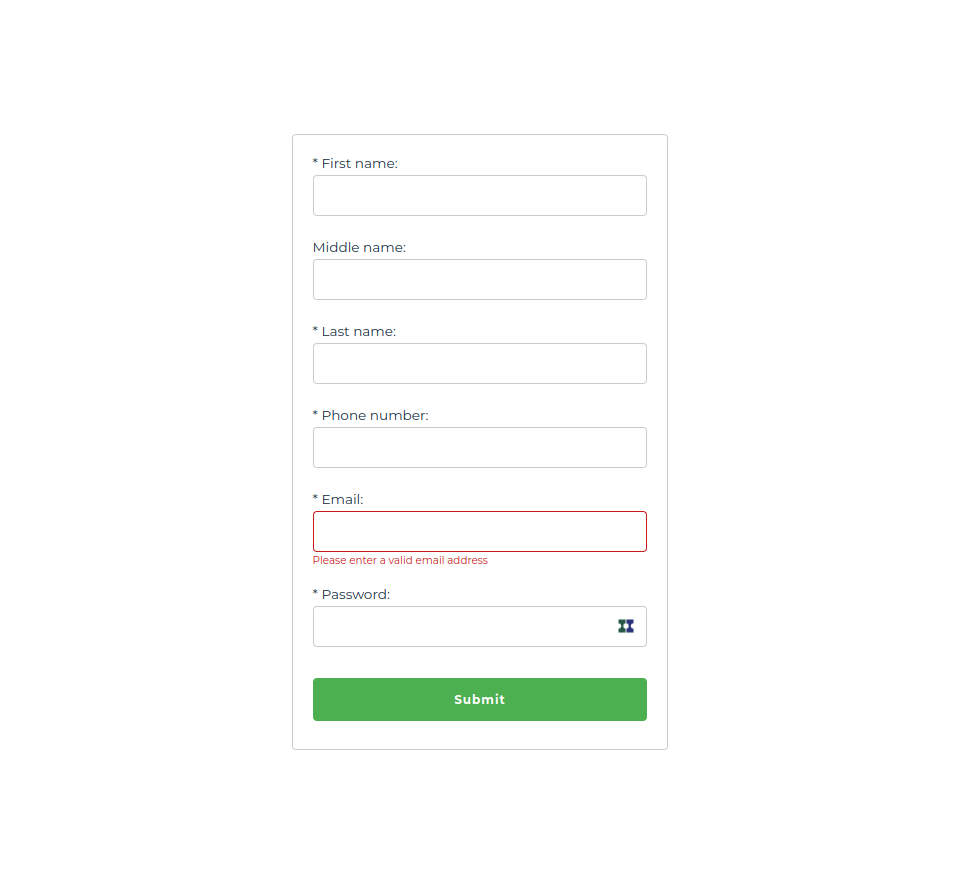 * First name:
Middle name:
* Last name:
* Phone number:
* Email:
Please enter a valid email address
* Password:
Submit